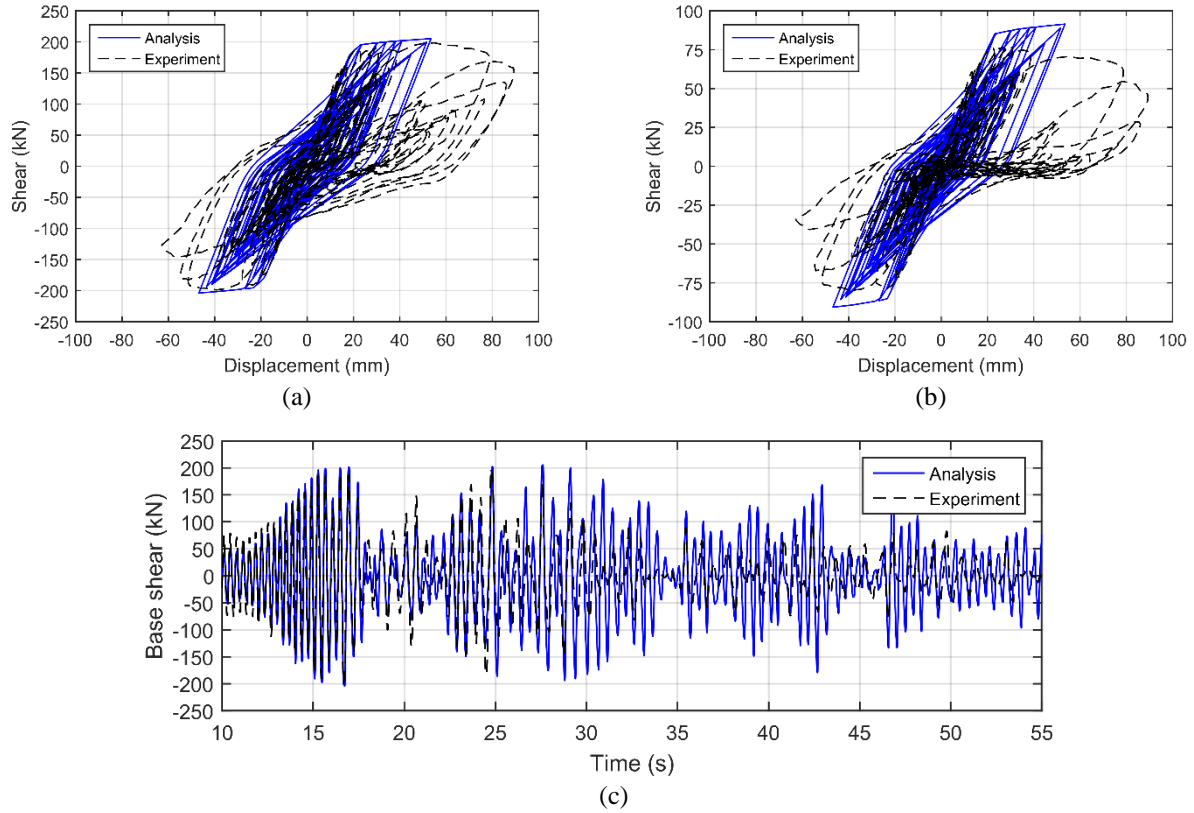 250
200
150
100
50
0
-50
-100
-150
-200
-250
Shear (kN)
Analysis
Experiment
-100 -80 -60 -40 -20 0 20 40 60 80 100
Displacement (mm)
(a)
100
75
50
25
0
-25
-50
-75
-100
Shear (kN)
Analysis
Experiment
-100 -80 -60 -40 -20 0 20 40 60 80 100
Displacement (mm)
(b)
250
200
150
100
50
0
-50
-100
-150
-200
-250
Base shear (kN)
Analysis
Experiment
10 15 20 25 30 35 40 45 50 55
Time (s)
(c)